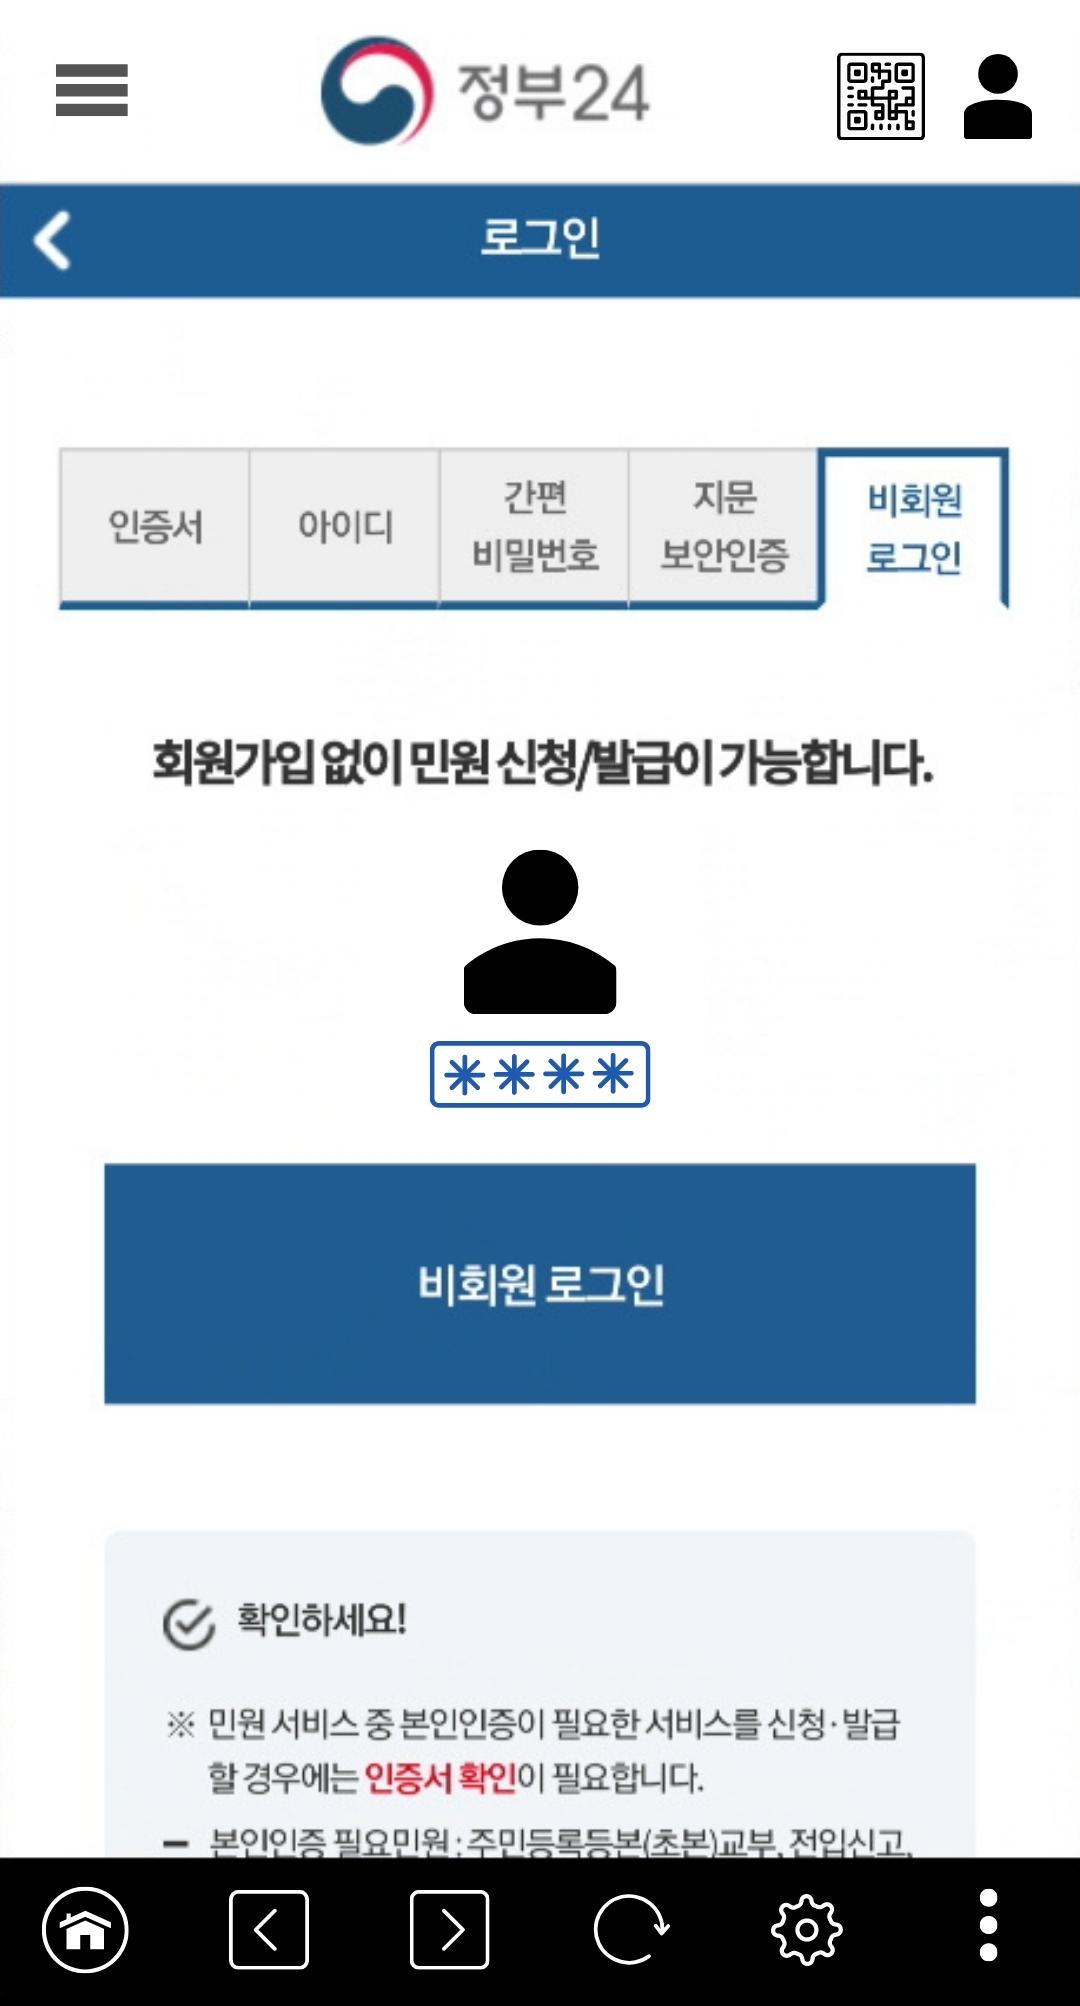 정부24
로그인
인증서
아이디
간편
비밀번호
지문
보안인증
비회원
로그인
회원가입 없이 민원 신청/발급이 가능합니다.
****
비회원 로그인
확인하세요!
※ 민원 서비스 중 본인인증이 필요한 서비스를 신청·발급
할 경우에는 인증서 확인이 필요합니다.
- 본인인증 필요민원 : 주민등록등본(초본)교부, 전입신고,